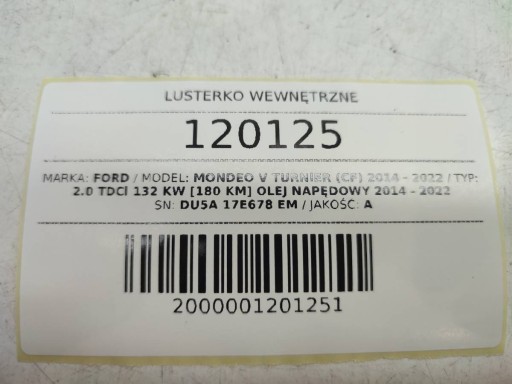 LUSTERKO WEWNĘTRZNE
120125
MARKA: FORD / MODEL: MONDEO V TURNIER (CF) 2014 - 2022 / TYP:
2.0 TDCI 132 KW [180 KM] OLEJ NAPĘDOWY 2014 - 2022
SN: DU5A 17E678 EM / JAKOŚĆ: A
2000001201251